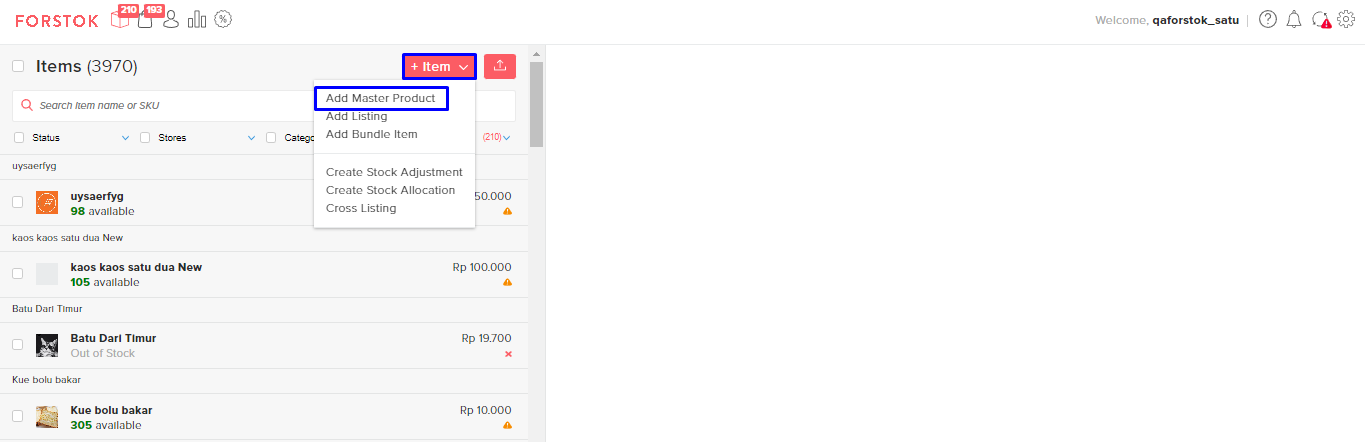 FORSTOK
210
193
Welcome, qaforstok_satu
Items (3970)
+ Item
Search Item name or SKU
Add Master Product
Add Listing
Add Bundle Item
Create Stock Adjustment
Create Stock Allocation
Cross Listing
Status
Stores
Catego
(210)
uysaerfyg
uysaerfyg
50.000
98 available
kaos kaos satu dua New
kaos kaos satu dua New
Rp 100.000
105 available
Batu Dari Timur
Batu Dari Timur
Rp 19.700
Out of Stock
Kue bolu bakar
Kue bolu bakar
Rp 10.000
305 available